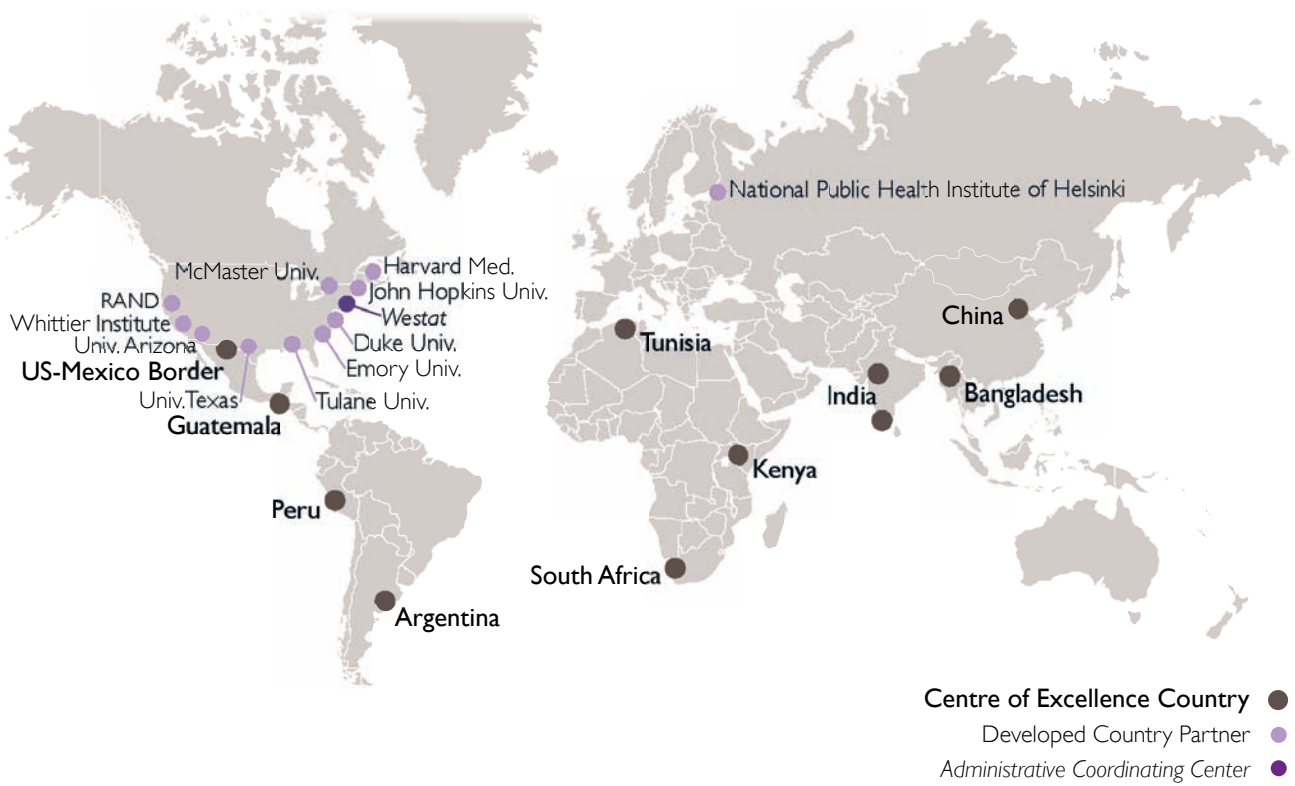 National Public Health Institute of Helsinki
McMaster Univ.
Harvard Med.
John Hopkins Univ.
RAND
Westat
Whittier Institute
Duke Univ.
Univ. Arizona
Emory Univ.
US-Mexico Border
Univ.Texas
Tulane Univ.
Guatemala
China
Tunisia
India
Bangladesh
Kenya
Peru
South Africa
Argentina
Centre of Excellence Country
Developed Country Partner
Administrative Coordinating Center